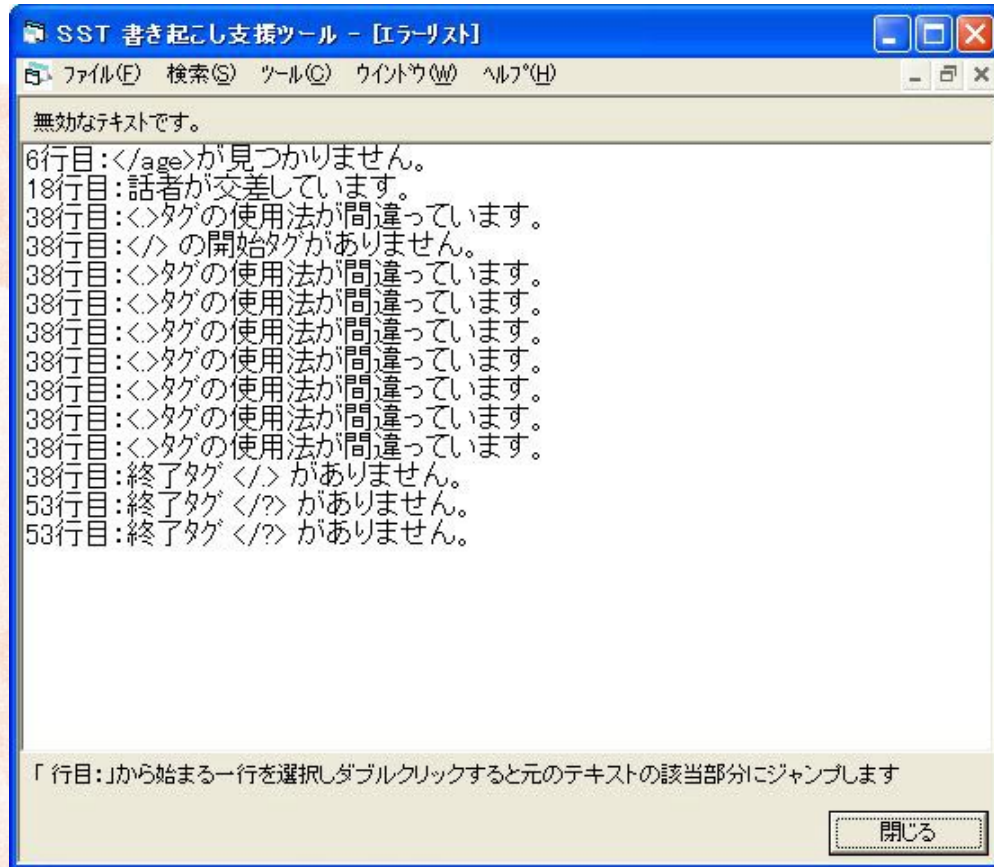 SST 書き起こし支援ツール - [エラーリスト]
ファイル(F) 検索(S) ツール(C) ウインドウ(W) ヘルプ(H)
無効なテキストです。
6行目:</age>が見つかりません。
18行目:話者が交差しています。
38行目:<>タグの使用法が間違っています。
38行目:</> の開始タグがありません。
38行目:<.>タグの使用法が間違っています。
38行目:<.>タグの使用法が間違っています。
38行目:<.>タグの使用法が間違っています。
38行目:<.>タグの使用法が間違っています。
38行目:<.>タグの使用法が間違っています。
38行目:<.>タグの使用法が間違っています。
38行目:<.>タグの使用法が間違っています。
38行目:終了タグ </.> がありません。
53行目:終了タグ </?> がありません。
53行目:終了タグ </?> がありません。
「 行目:」から始まる一行を選択しダブルクリックすると元のテキストの該当部分にジャンプします
閉じる